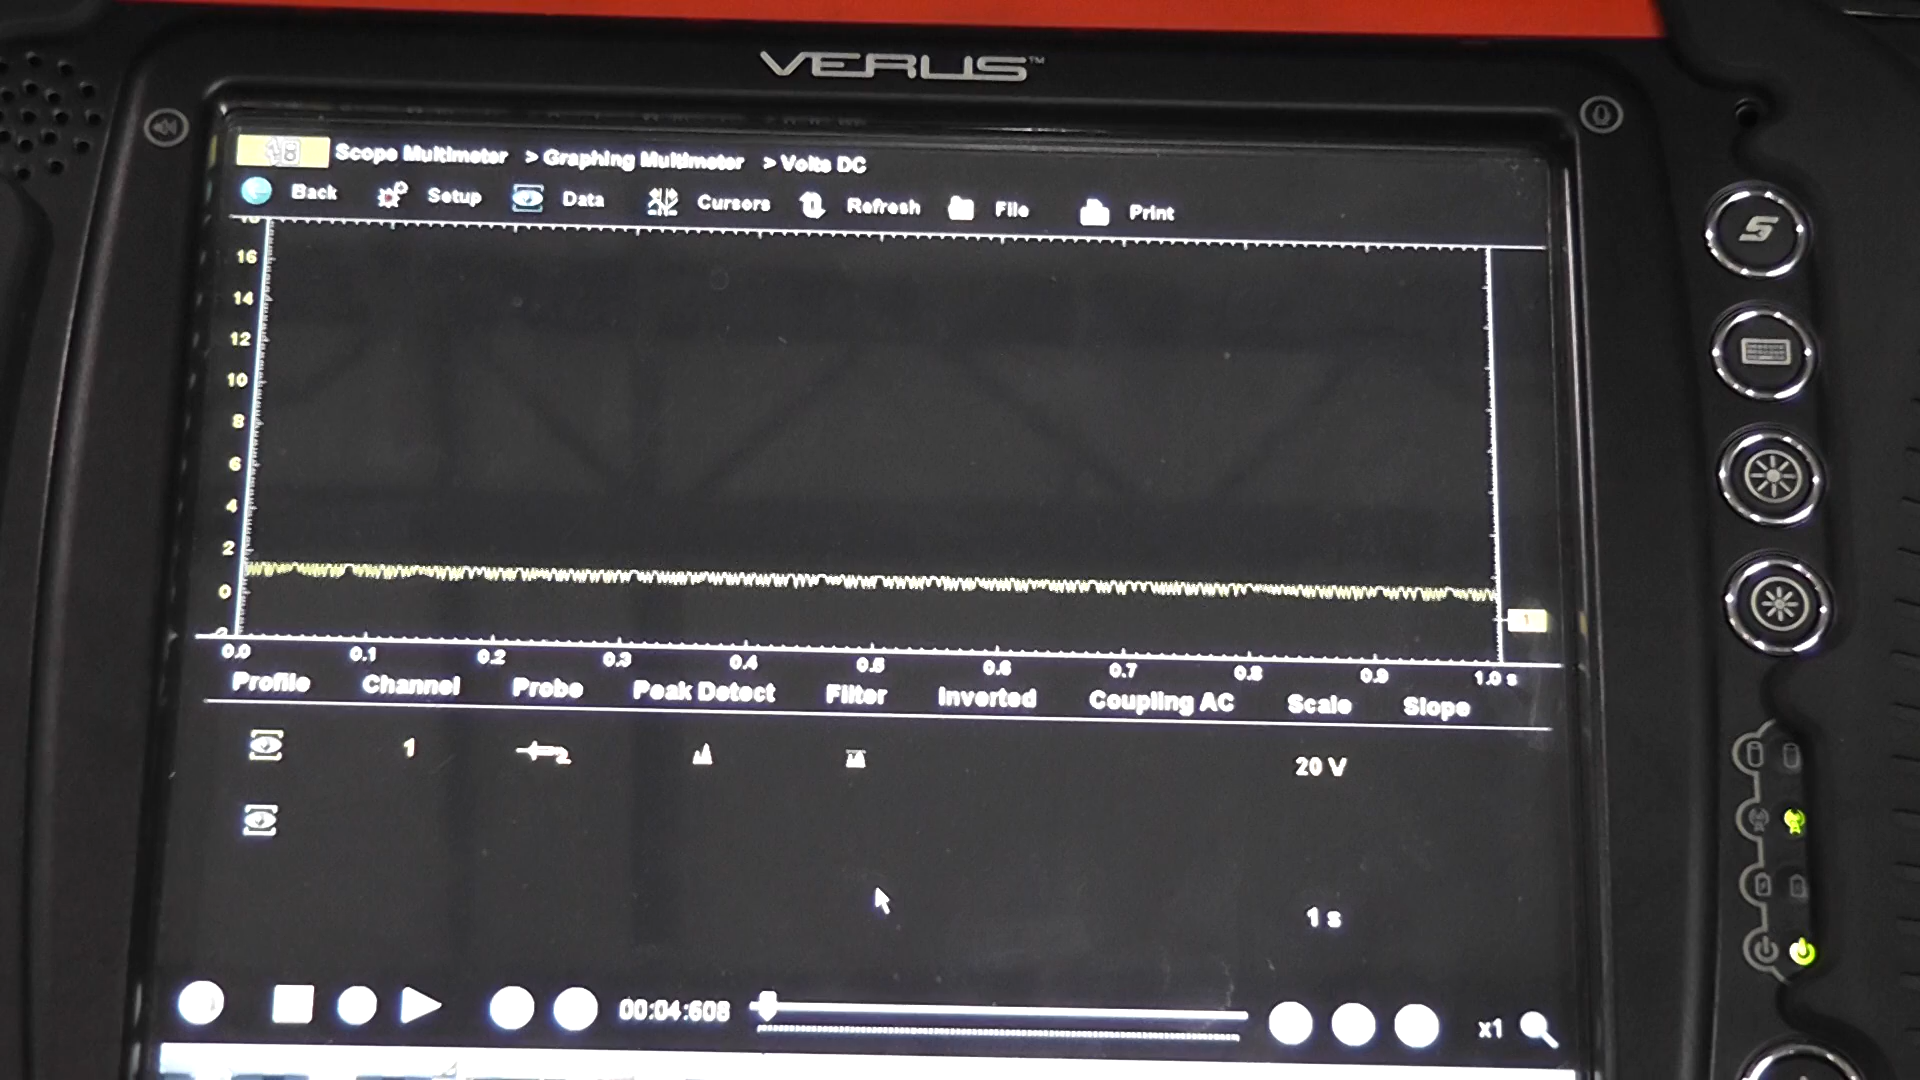 VERUS™
Scope Multimeter > Graphing Multimeter > Volts DC
Back Setup Data Cursors Refresh File Print
16
14
12
10
8
6
4
2
0
1
0.0 0.1 0.2 0.3 0.4 0.5 0.6 0.7 0.8 0.9 1.0 s
Profile Channel Probe Peak Detect Filter Inverted Coupling AC Scale Slope
1 2 20 V
1 s
00:04:608 x1